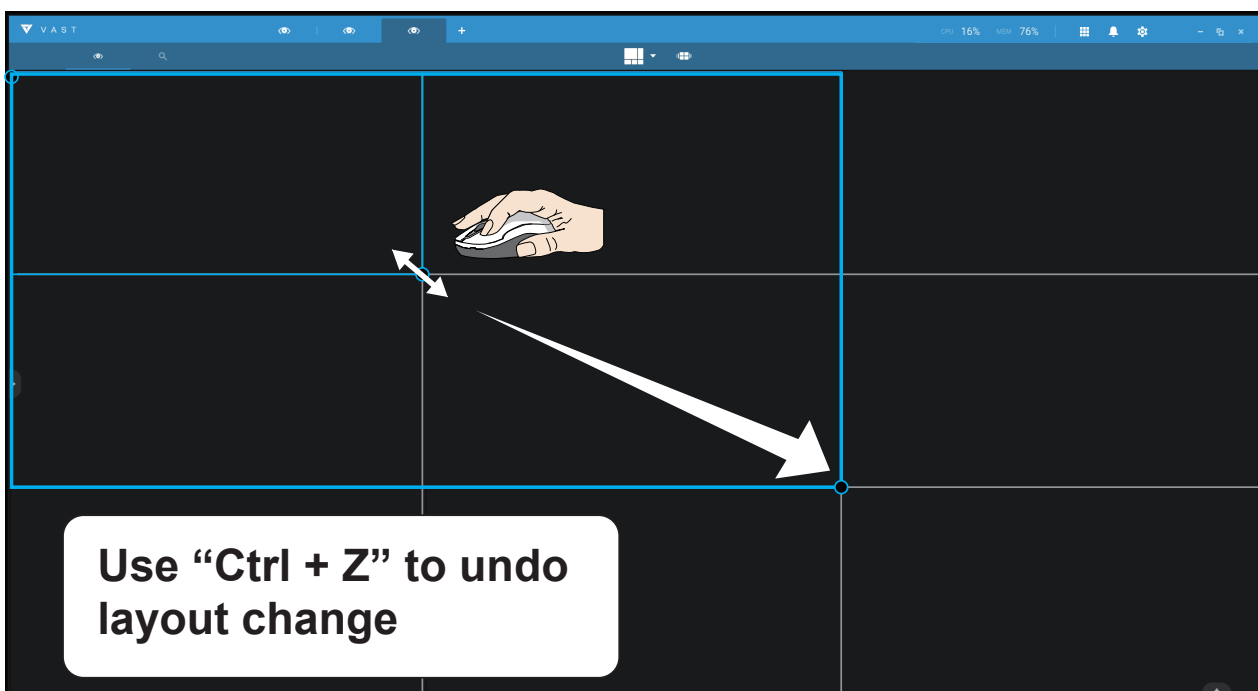 VAST
CPU 16% MEM 76%
Use “Ctrl + Z” to undo
layout change